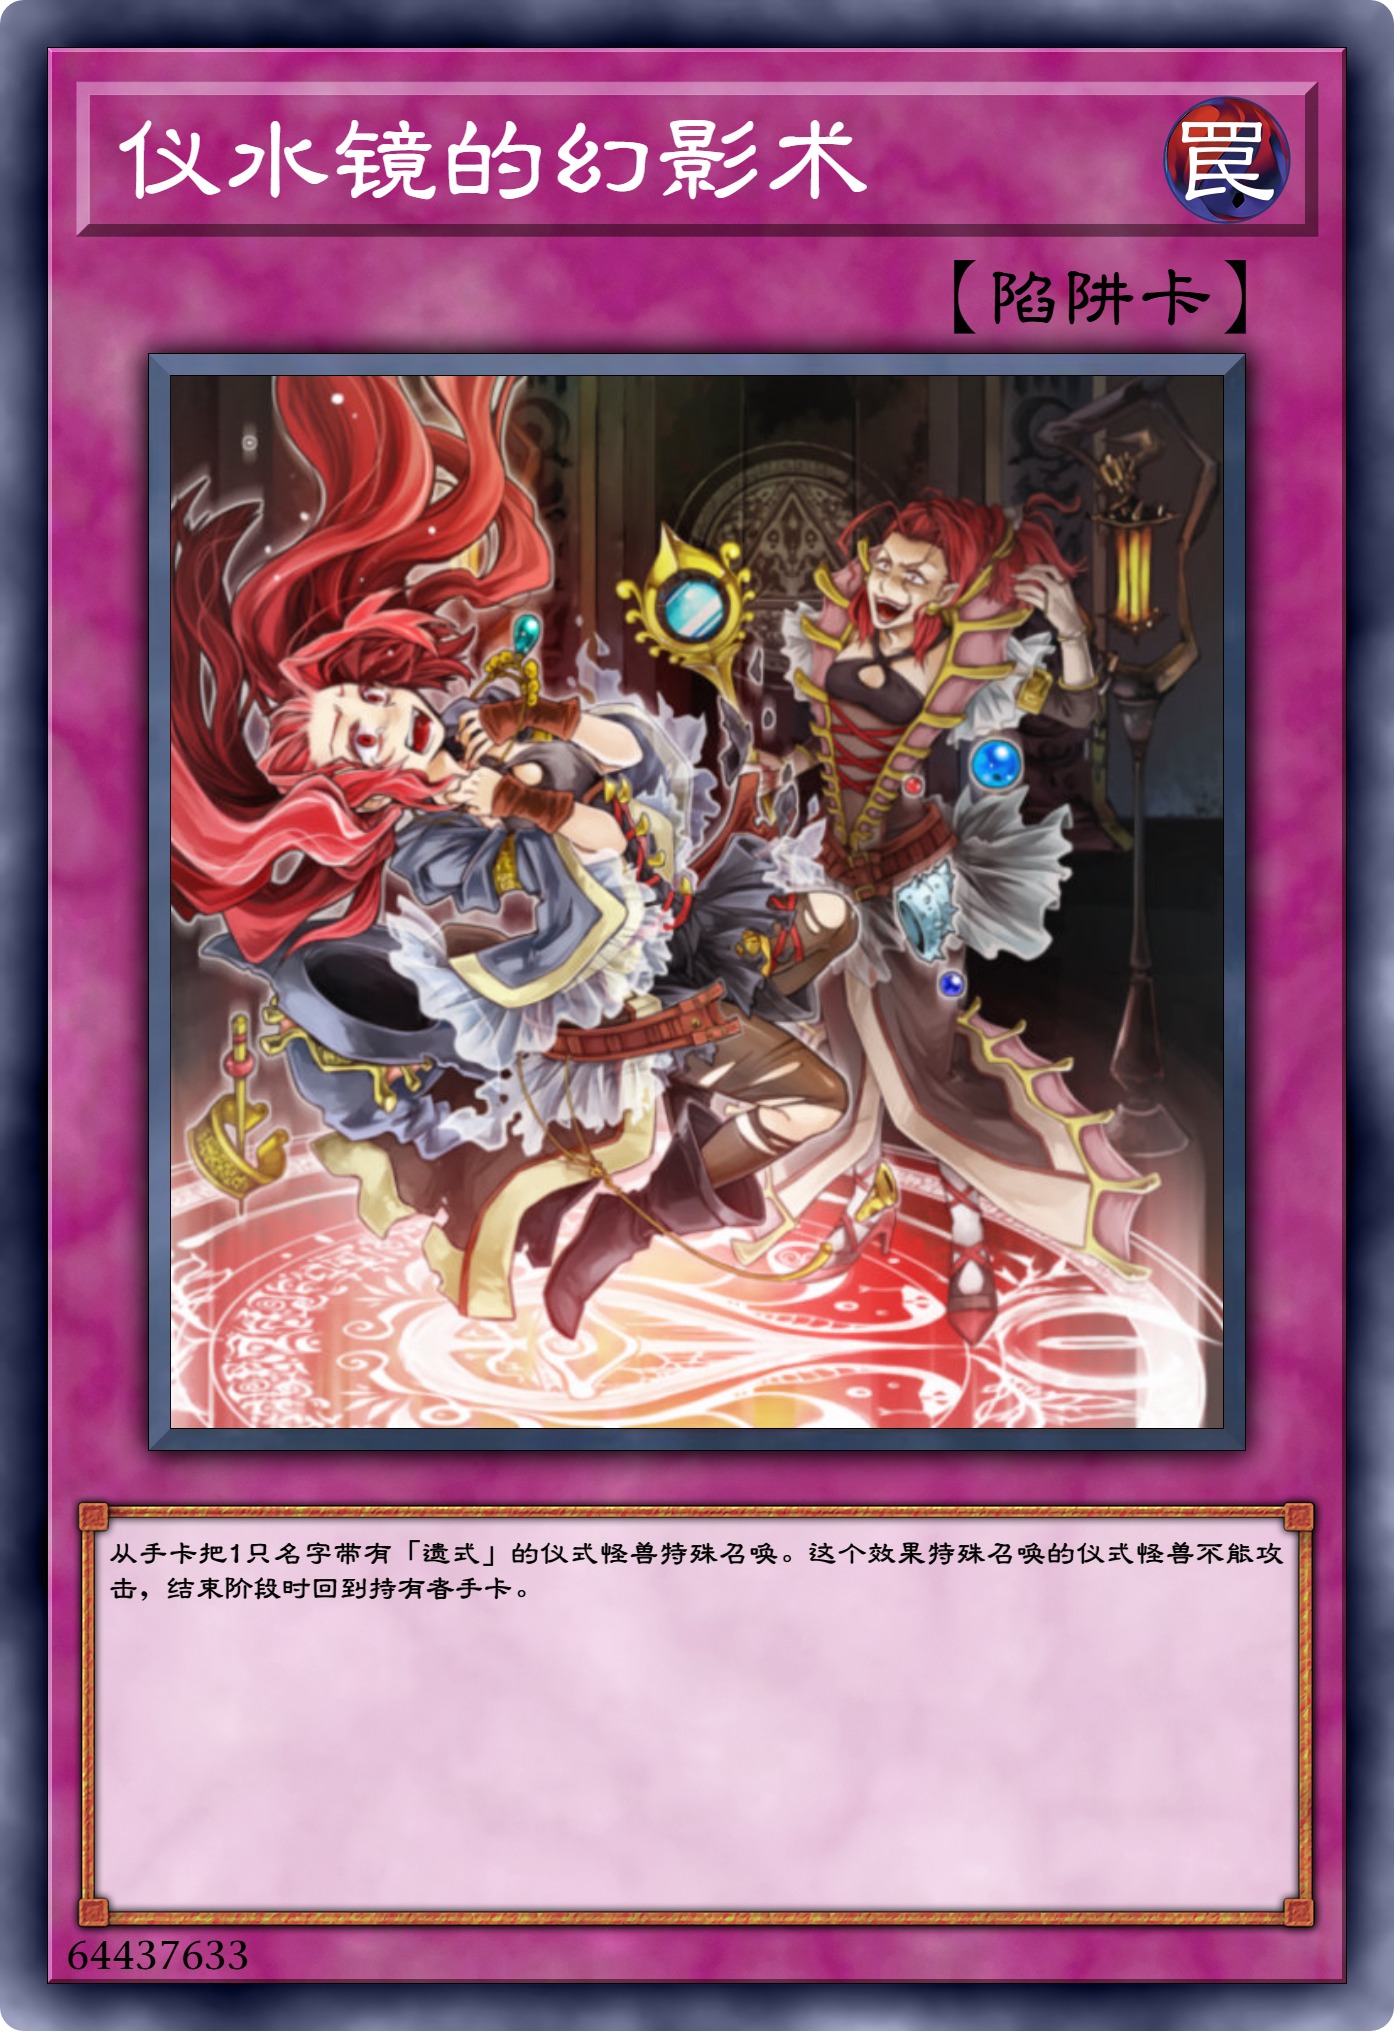 仪水镜的幻影术
罠
【陷阱卡】
从手卡把1只名字带有「遗式」的仪式怪兽特殊召唤。这个效果特殊召唤的仪式怪兽不能攻
击，结束阶段时回到持有者手卡。
64437633